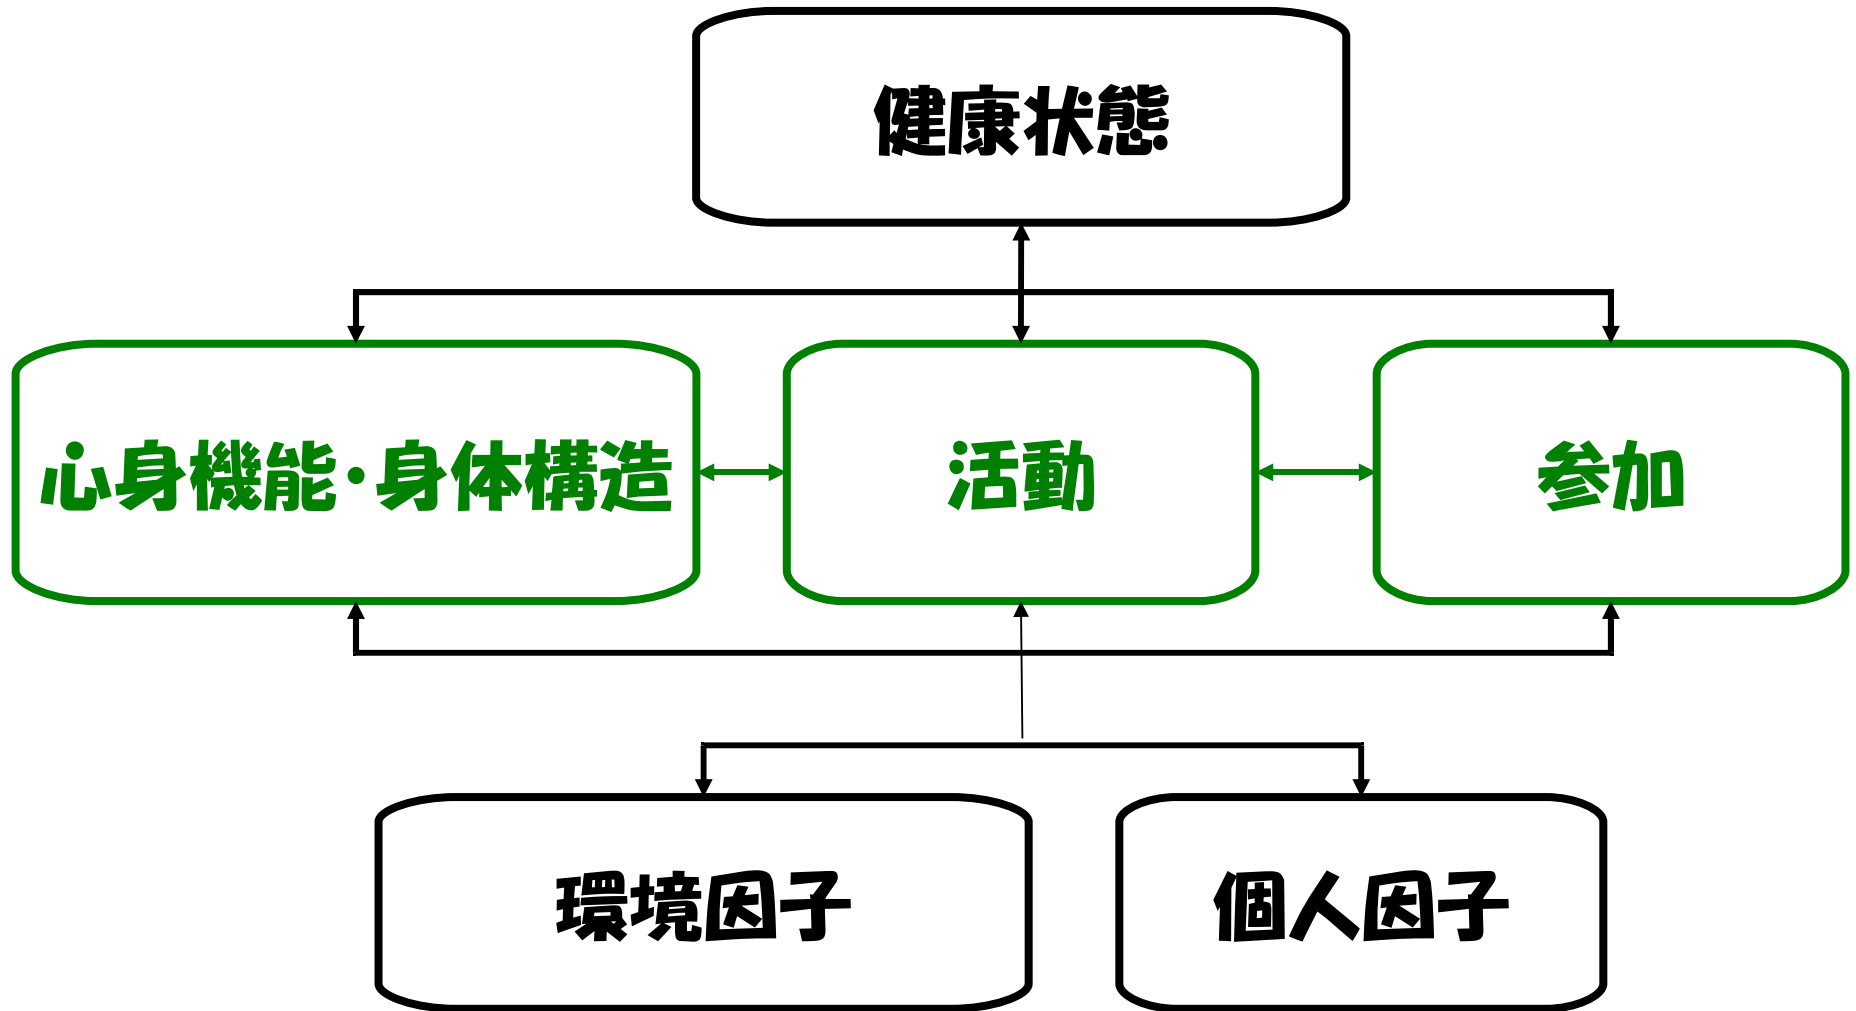 健康状態
心身機能・身体構造
活動
参加
環境因子
個人因子